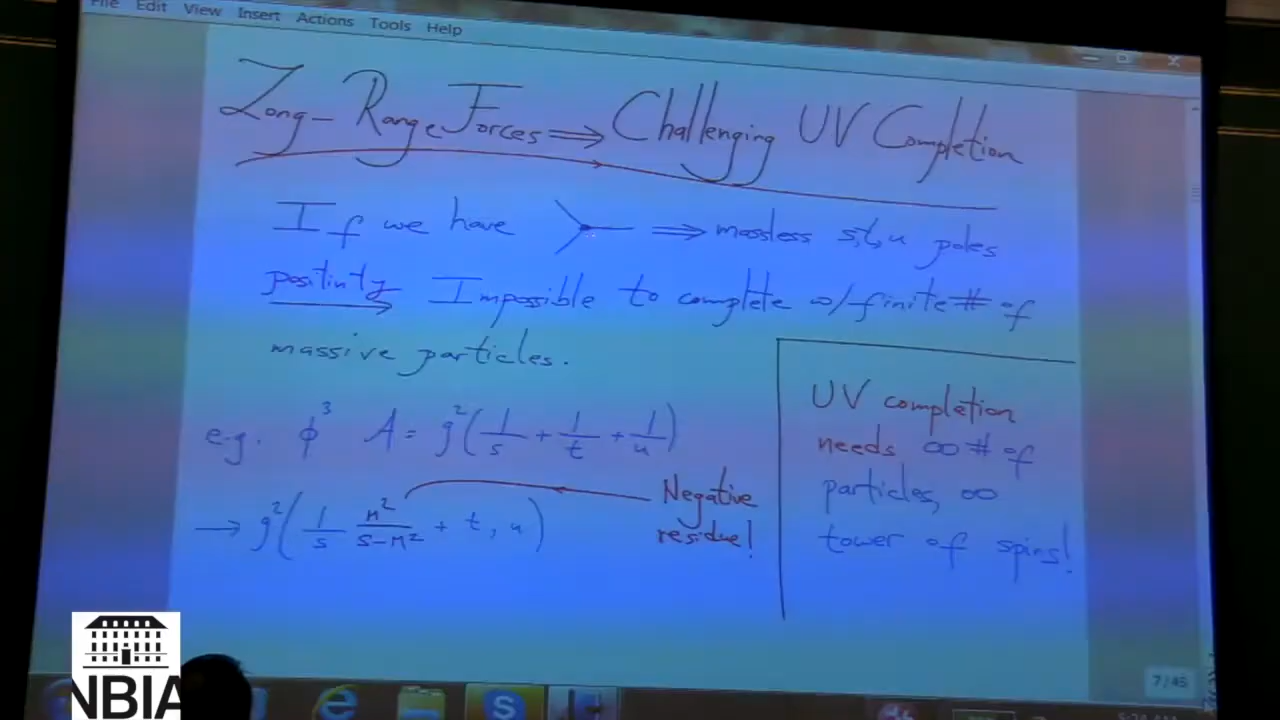 File Edit View Insert Actions Tools Help
Long-Range Forces ⇒ Challenging UV Completion
If we have ⇒ massless s,t,u poles
positivity Impossible to complete w/ finite # of
massive particles.
e.g. φ³ A = g²(1/s + 1/t + 1/u)
→ g²(1/s M²/(s-M²) + t, u)
Negative
residue!
UV completion
needs ∞ # of
particles, ∞
tower of spins!
7/45
NBIA